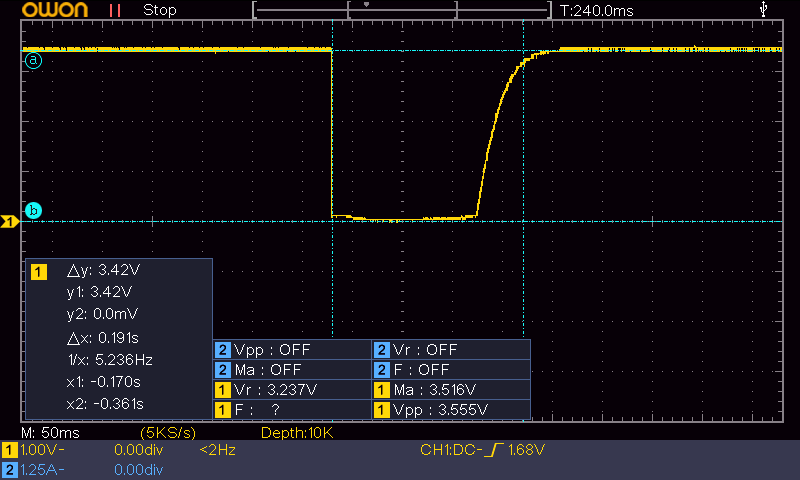 OWON Stop T:240.0ms
a
b
1
1 △y: 3.42V
y1: 3.42V
y2: 0.0mV
△x: 0.191s
1/x: 5.236Hz
x1: -0.170s
x2: -0.361s
2 Vpp : OFF 2 Vr : OFF
2 Ma : OFF 2 F : OFF
1 Vr : 3.237V 1 Ma : 3.516V
1 F : ? 1 Vpp : 3.555V
M: 50ms (5KS/s) Depth:10K
1 1.00V- 0.00div <2Hz CH1:DC- 1.68V
2 1.25A- 0.00div